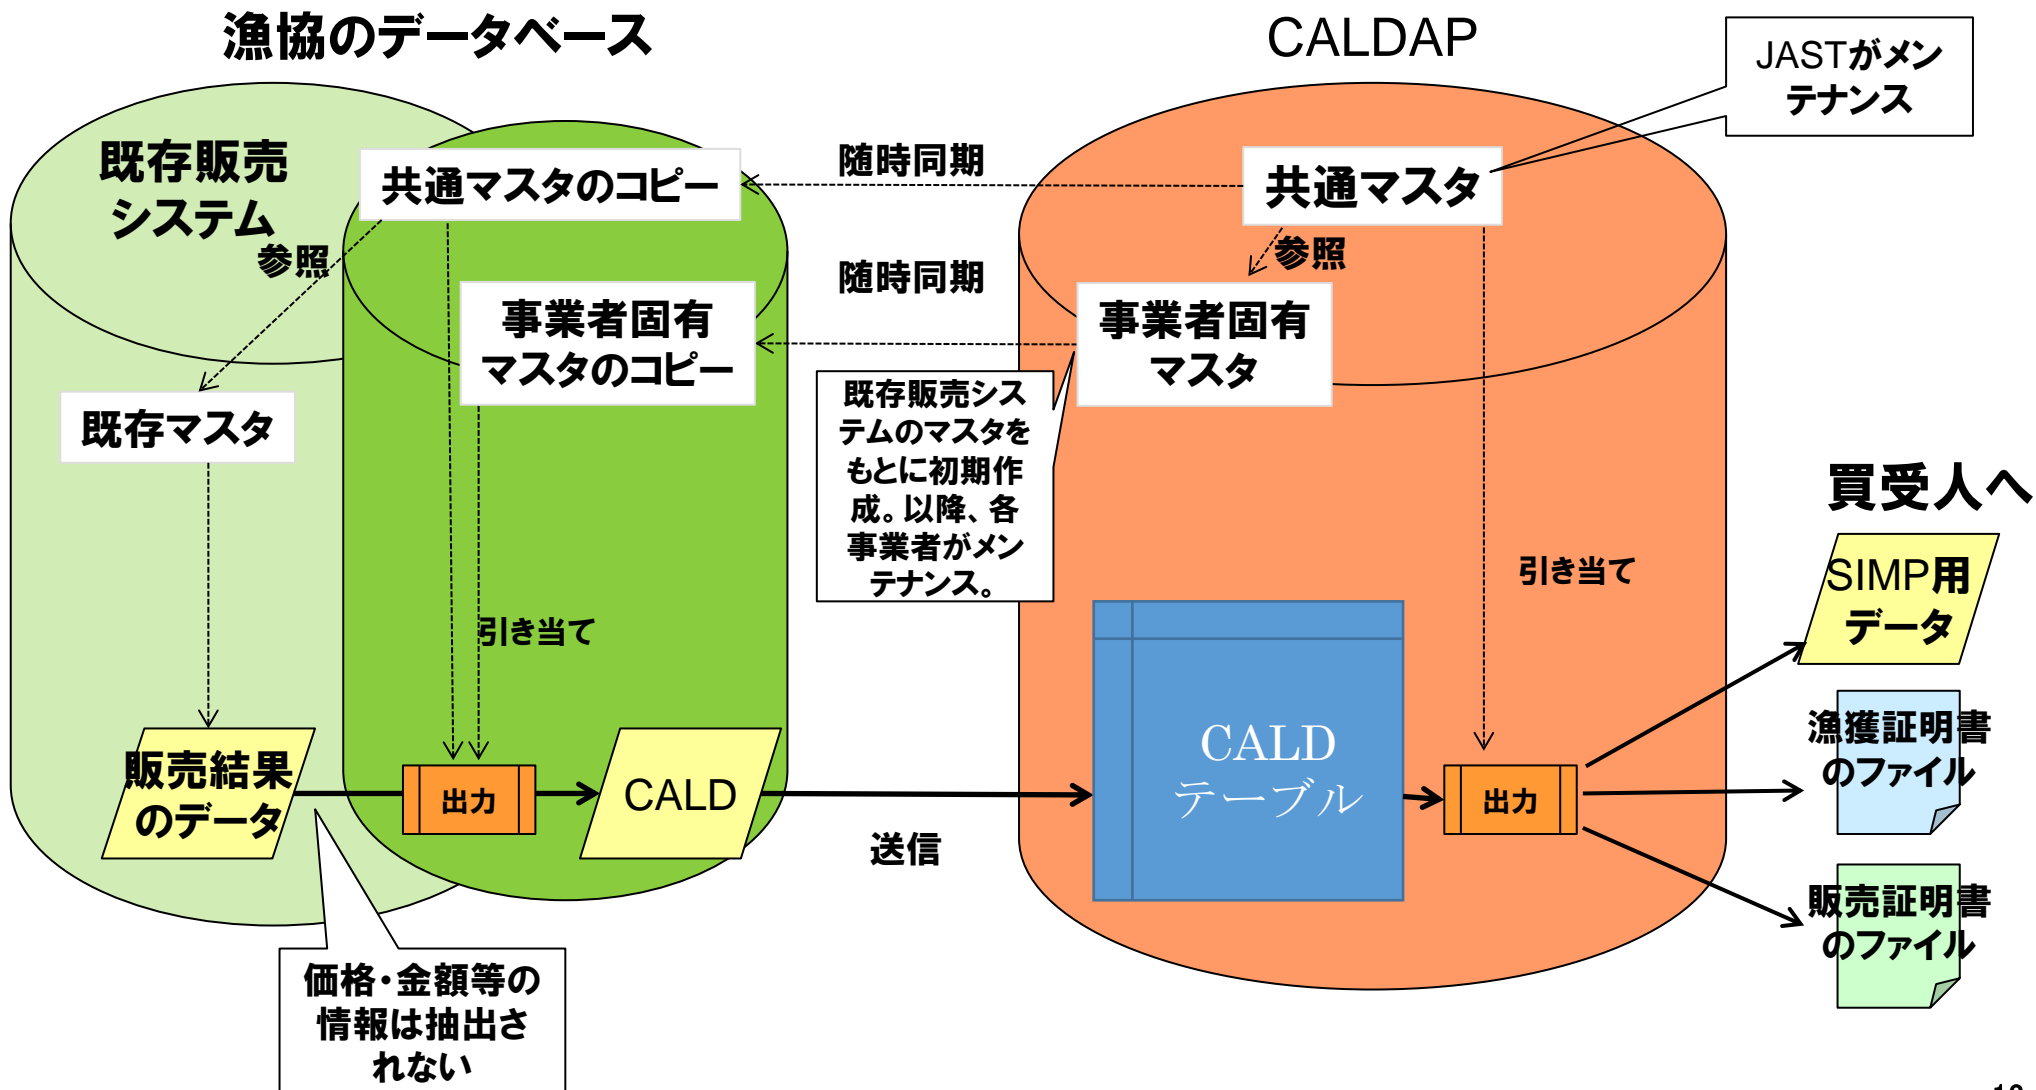 漁協のデータベース
CALDAP
JASTがメン
テナンス
既存販売
システム
共通マスタのコピー
随時同期
共通マスタ
参照
参照
随時同期
事業者固有
マスタのコピー
事業者固有
マスタ
既存マスタ
既存販売シス
テムのマスタを
もとに初期作
成。以降、各
事業者がメン
テナンス。
買受人へ
引き当て
引き当て
SIMP用
データ
漁獲証明書
のファイル
販売証明書
のファイル
販売結果
のデータ
出力
CALD
送信
CALD
テーブル
出力
価格・金額等の
情報は抽出さ
れない